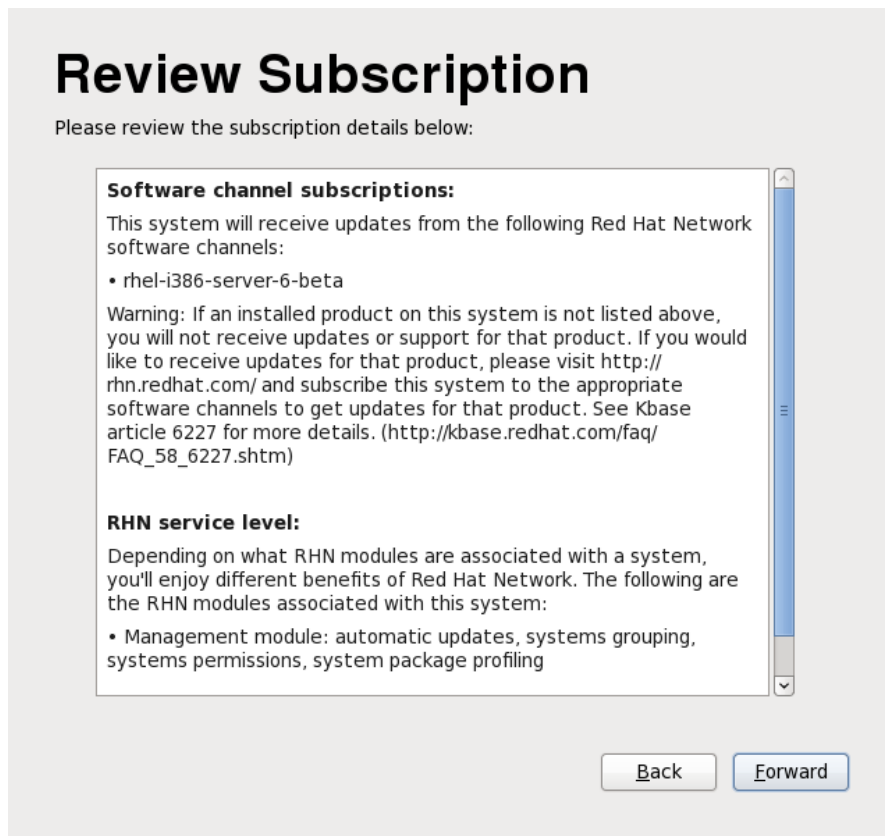 Review Subscription
Please review the subscription details below:
Software channel subscriptions:
This system will receive updates from the following Red Hat Network
software channels:
• rhel-i386-server-6-beta
Warning: If an installed product on this system is not listed above,
you will not receive updates or support for that product. If you would
like to receive updates for that product, please visit http://
rhn.redhat.com/ and subscribe this system to the appropriate
software channels to get updates for that product. See Kbase
article 6227 for more details. (http://kbase.redhat.com/faq/
FAQ_58_6227.shtm)
RHN service level:
Depending on what RHN modules are associated with a system,
you'll enjoy different benefits of Red Hat Network. The following are
the RHN modules associated with this system:
• Management module: automatic updates, systems grouping,
systems permissions, system package profiling
Back
Forward